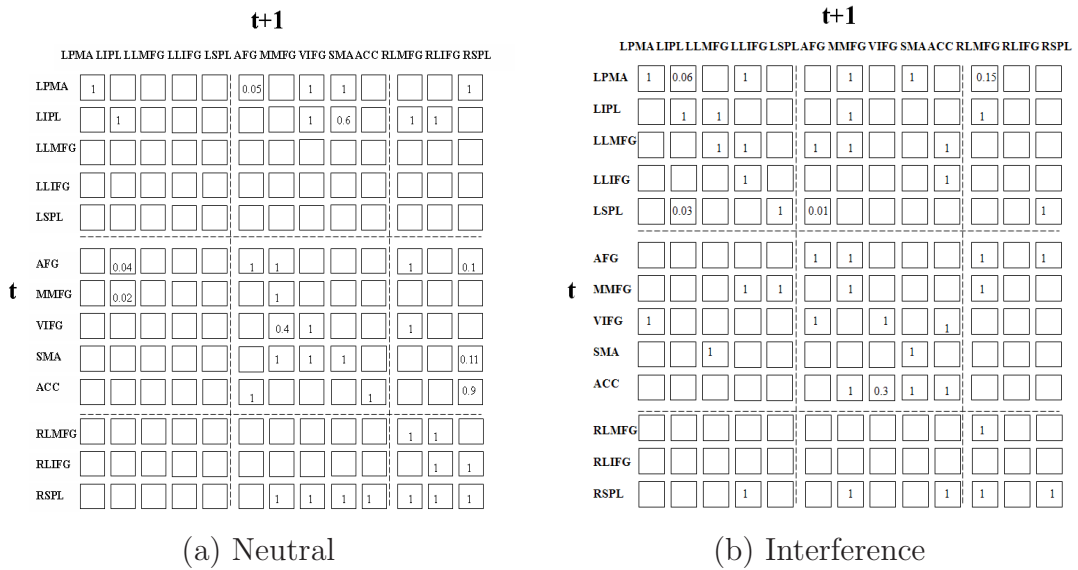 t+1
LPMA LIPL LLMFG LLIFG LSPL AFG MMFG VIFG SMA ACC RLMFG RLIFG RSPL
LPMA 1 0.05 1 1 1
LIPL 1 1 0.6 1 1
LLMFG
LLIFG
LSPL
AFG 0.04 1 1 1 0.1
t
MMFG 0.02 1
VIFG 0.4 1 1
SMA 1 1 1 0.11
ACC 1 1 0.9
RLMFG 1 1
RLIFG 1 1
RSPL 1 1 1 1 1 1 1
(a) Neutral
t+1
LPMA LIPL LLMFG LLIFG LSPL AFG MMFG VIFG SMA ACC RLMFG RLIFG RSPL
LPMA 1 0.06 1 1 1 0.15
LIPL 1 1 1 1
LLMFG 1 1 1 1 1
LLIFG 1 1
LSPL 0.03 1 0.01 1
AFG 1 1 1 1
t
MMFG 1 1 1 1
VIFG 1 1 1 1
SMA 1 1
ACC 1 0.3 1 1
RLMFG 1
RLIFG
RSPL 1 1 1 1 1
(b) Interference